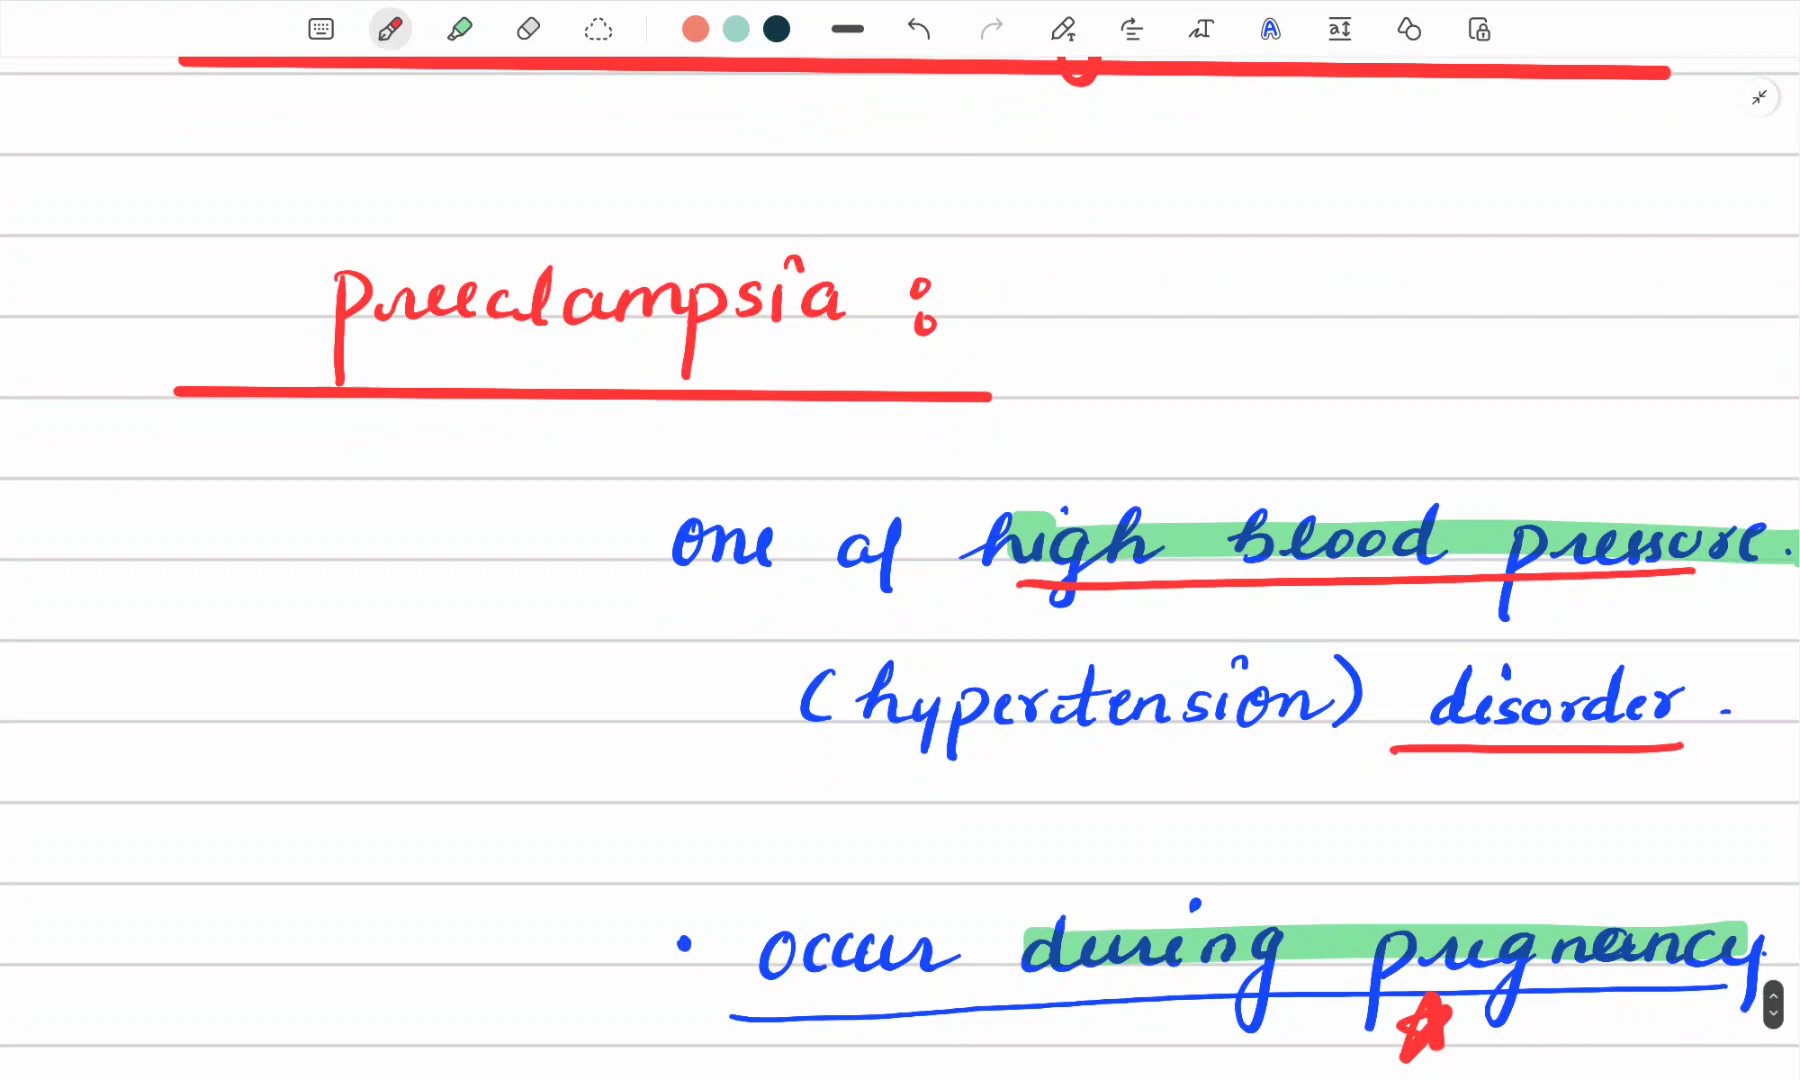 preeclampsia :
one of high blood pressure.
(hypertension) disorder.
• occur during pregnancy.